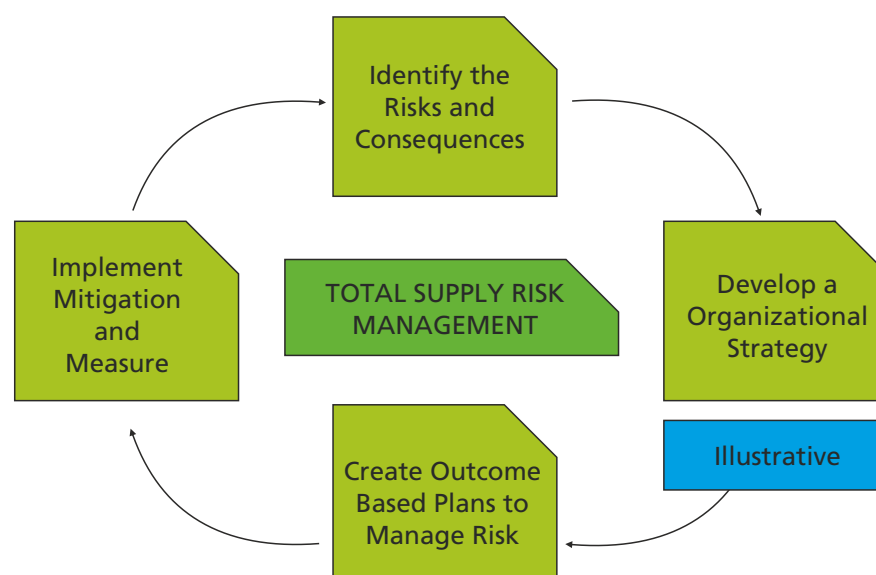 Identify the
Risks and
Consequences
Implement
Mitigation
and
Measure
TOTAL SUPPLY RISK
MANAGEMENT
Develop a
Organizational
Strategy
Illustrative
Create Outcome
Based Plans to
Manage Risk